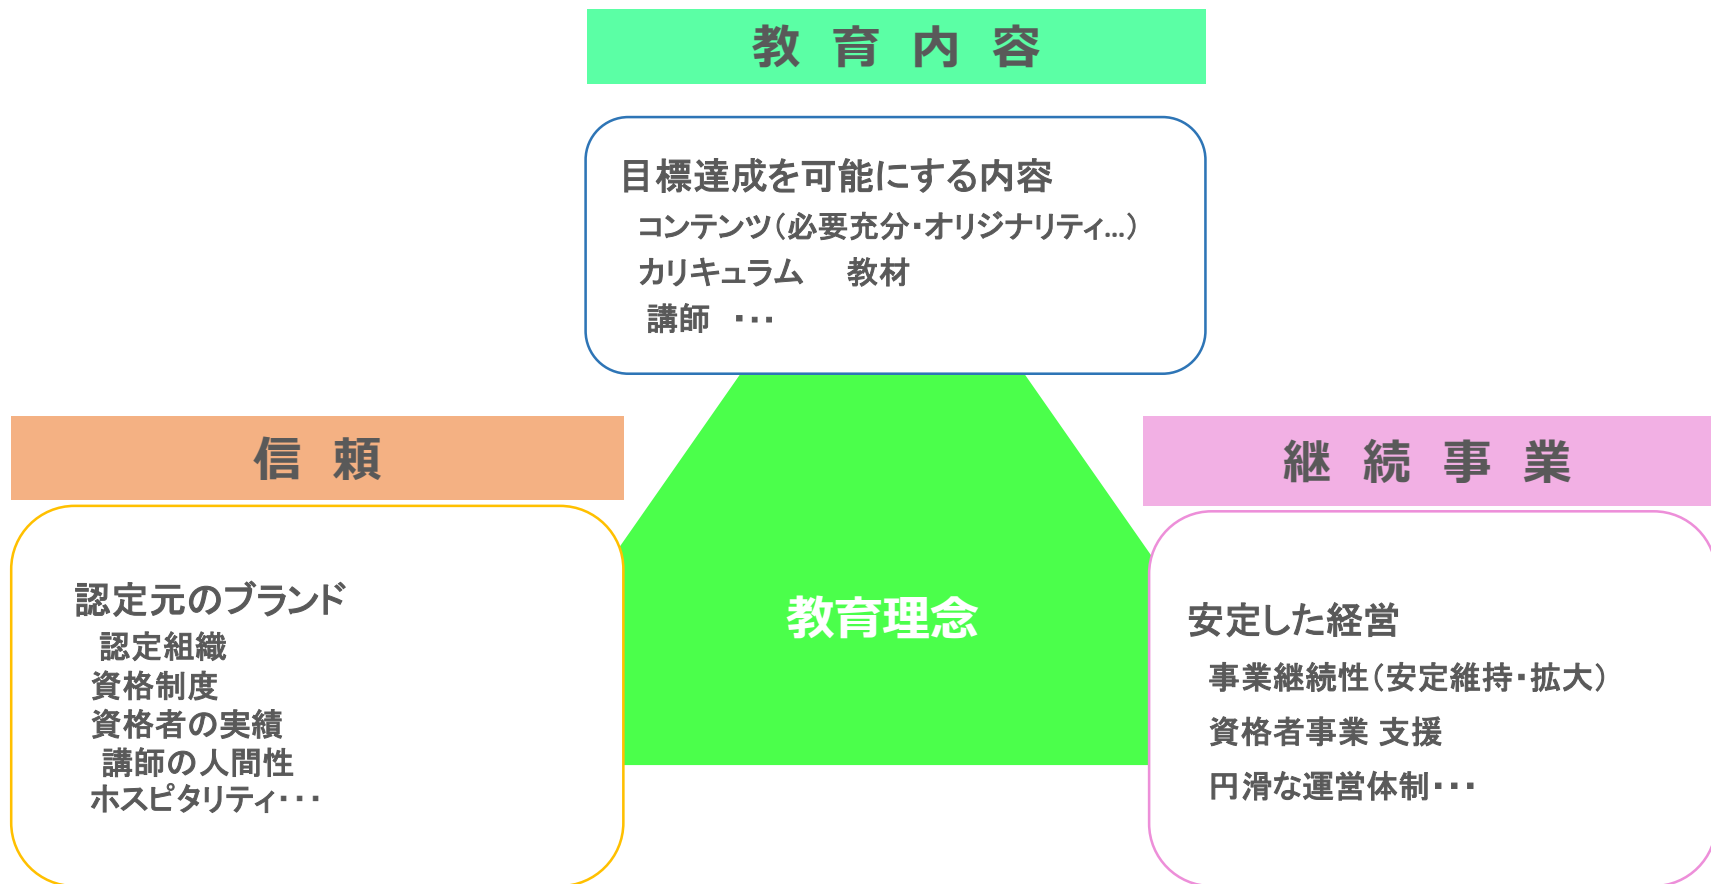 教育内容
目標達成を可能にする内容
コンテンツ(必要充分・オリジナリティ...)
カリキュラム　教材
講師　・・・
信頼
認定元のブランド
認定組織
資格制度
資格者の実績
講師の人間性
ホスピタリティ・・・
教育理念
継続事業
安定した経営
事業継続性(安定維持・拡大)
資格者事業 支援
円滑な運営体制・・・